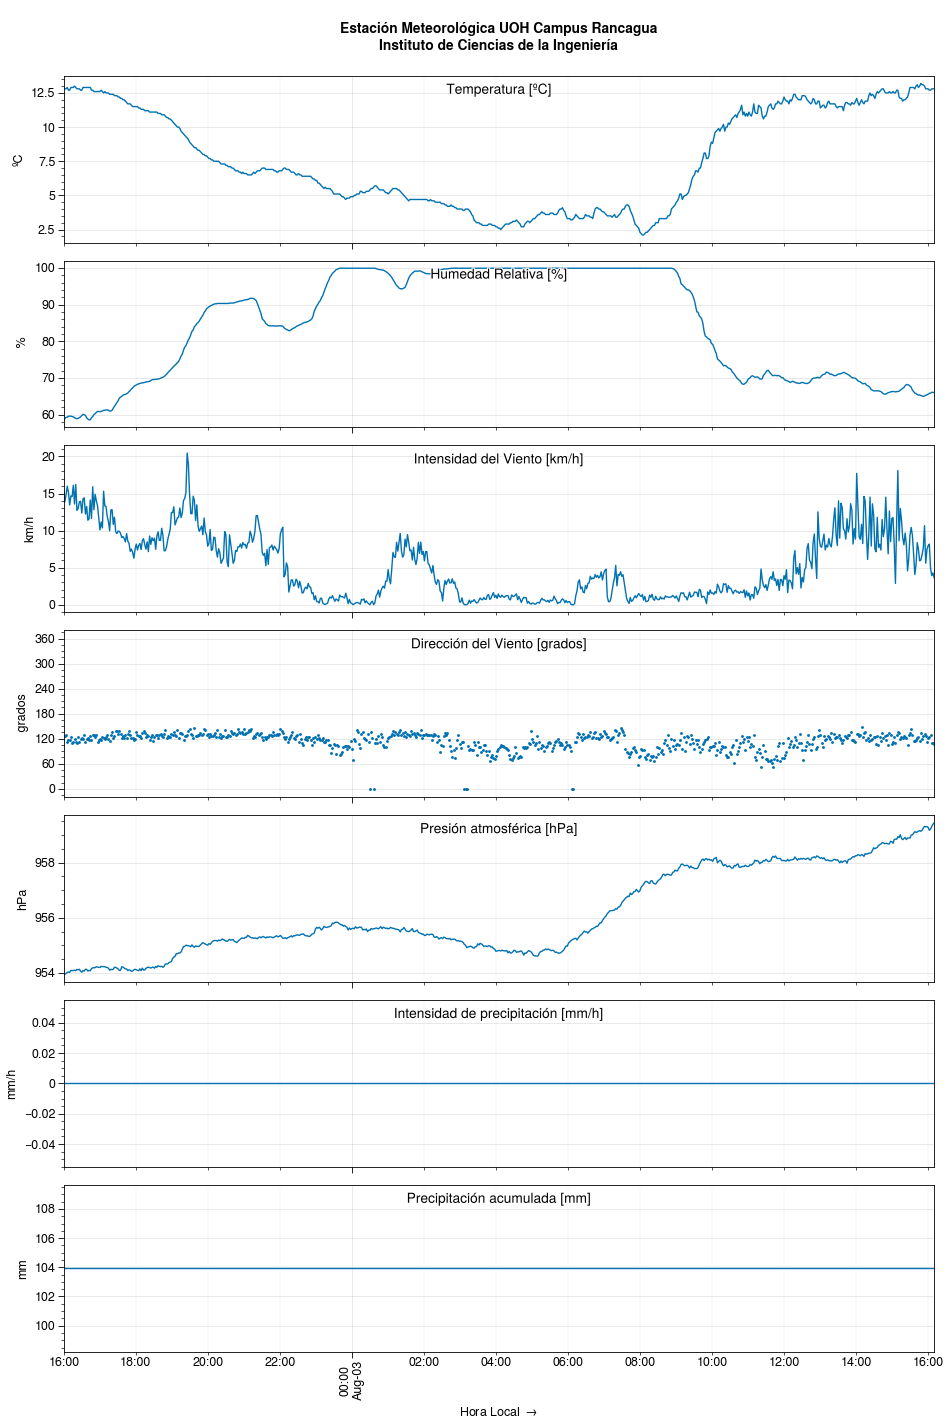 Estación Meteorológica UOH Campus Rancagua
Instituto de Ciencias de la Ingeniería
Temperatura [ºC]
12.5
10
7.5
5
2.5
ºC
Humedad Relativa [%]
100
90
80
70
60
%
Intensidad del Viento [km/h]
20
15
10
5
0
km/h
Dirección del Viento [grados]
360
300
240
180
120
60
0
grados
Presión atmosférica [hPa]
958
956
954
hPa
Intensidad de precipitación [mm/h]
0.04
0.02
0
−0.02
−0.04
mm/h
Precipitación acumulada [mm]
108
106
104
102
100
mm
16:00 18:00 20:00 22:00 00:00 02:00 04:00 06:00 08:00 10:00 12:00 14:00 16:00
Aug-03
Hora Local →